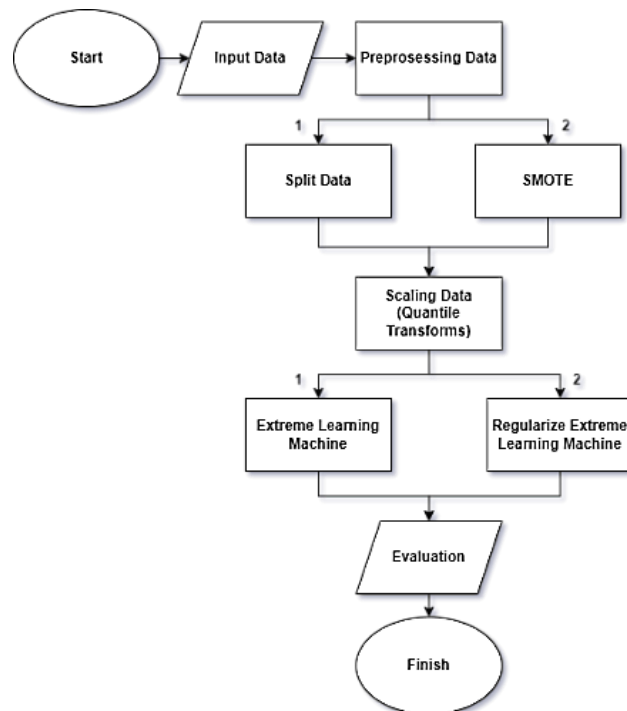 Start
Input Data
Preprosessing Data
1
2
Split Data
SMOTE
Scaling Data
(Quantile
Transforms)
1
2
Extreme Learning
Machine
Regularize Extreme
Learning Machine
Evaluation
Finish